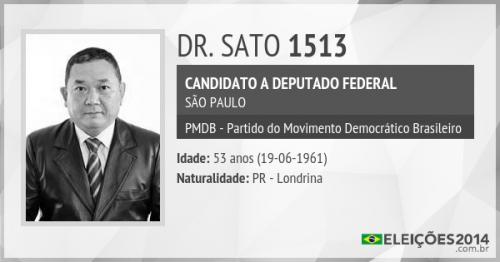 DR. SATO 1513
CANDIDATO A DEPUTADO FEDERAL
SÃO PAULO
PMDB - Partido do Movimento Democrático Brasileiro
Idade: 53 anos (19-06-1961)
Naturalidade: PR - Londrina
ELEIÇÕES2014
.com.br